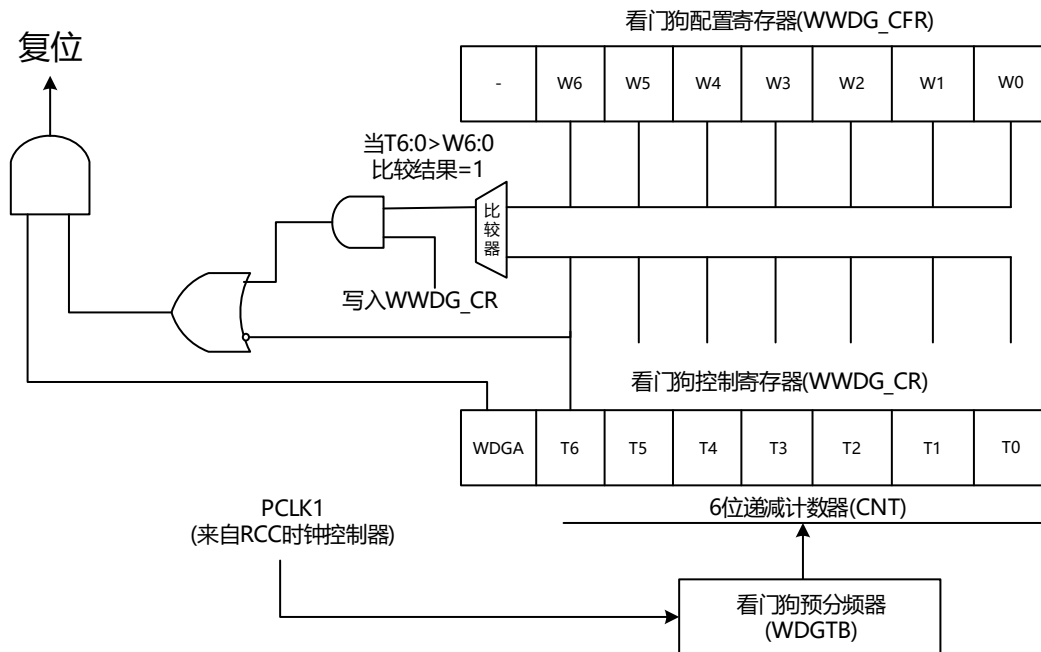 看门狗配置寄存器(WWDG_CFR)
复位
- W6 W5 W4 W3 W2 W1 W0
当T6:0>W6:0
比较结果=1
比
较
器
写入WWDG_CR
看门狗控制寄存器(WWDG_CR)
WDGA T6 T5 T4 T3 T2 T1 T0
PCLK1
(来自RCC时钟控制器)
6位递减计数器(CNT)
看门狗预分频器
(WDGTB)